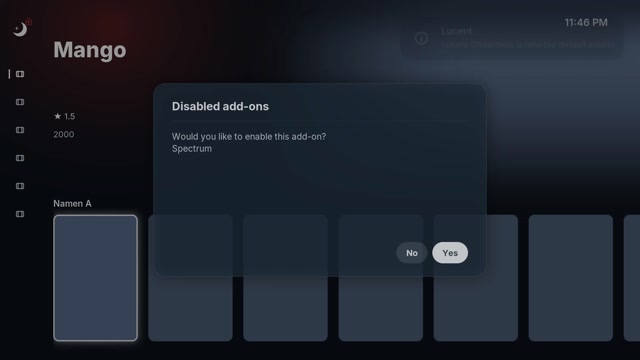 11:46 PM
Lucent
Mango
Disabled add-ons
★ 1.5
Would you like to enable this add-on?
2000
Spectrum
Namen A
No
Yes